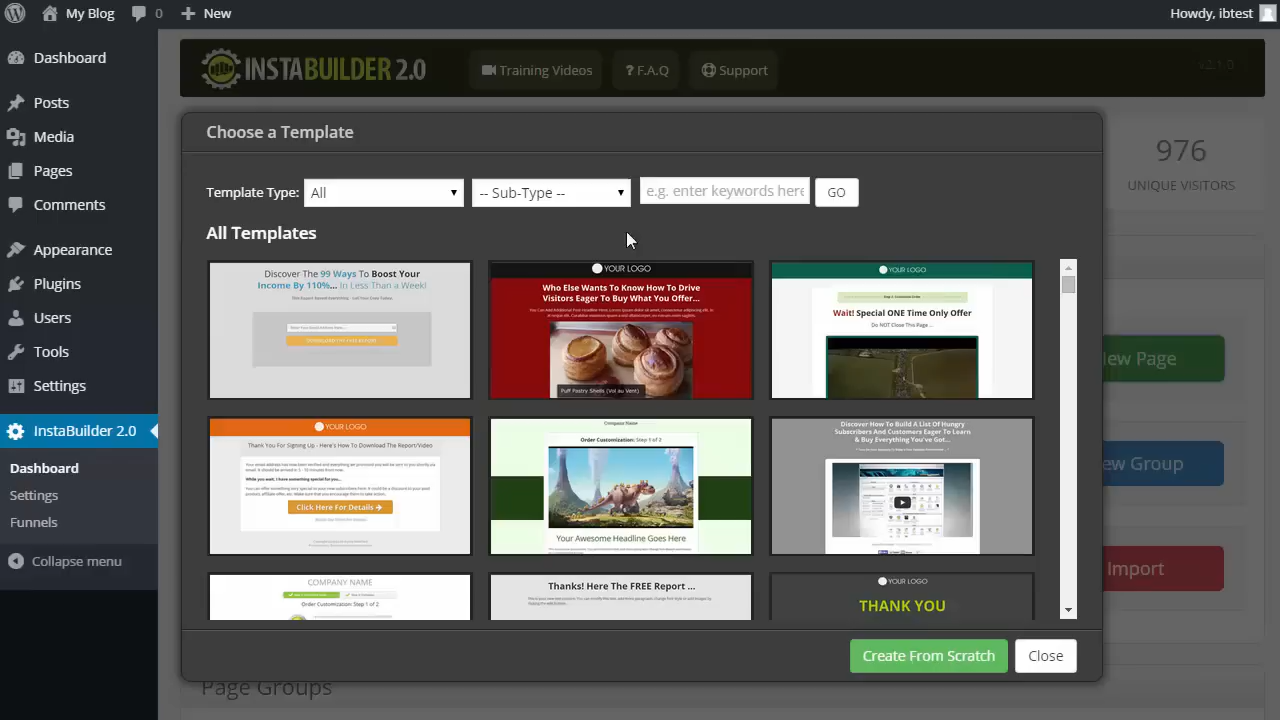 My Blog 0 New
Howdy, ibtest
Dashboard
Posts
Media
Pages
Comments
Appearance
Plugins
Users
Tools
Settings
InstaBuilder 2.0
Dashboard
Settings
Funnels
Collapse menu
INSTABUILDER 2.0
Training Videos
? F.A.Q
Support
v2.1.0
976
UNIQUE VISITORS
ew Page
ew Group
Import
Page Groups
Choose a Template
Template Type: All -- Sub-Type -- e.g. enter keywords here GO
All Templates
Discover The 99 Ways To Boost Your
Income By 110%... In Less Than a Week!
YOUR LOGO
Who Else Wants To Know How To Drive
Visitors Eager To Buy What You Offer...
Puff Pastry Shells (Vol au Vent)
YOUR LOGO
Wait! Special ONE Time Only Offer
Do NOT Close This Page ...
YOUR LOGO
Thank You For Signing Up - Here's How To Download The Report/Video
Click Here For Details
Company Name
Order Customization: Step 1 of 2
Your Awesome Headline Goes Here
Discover How To Build A List Of Hungry
Subscribers And Customers Eager To Learn
& Buy Everything You've Got...
COMPANY NAME
Order Customization: Step 1 of 2
Thanks! Here The FREE Report ...
YOUR LOGO
THANK YOU
Create From Scratch
Close